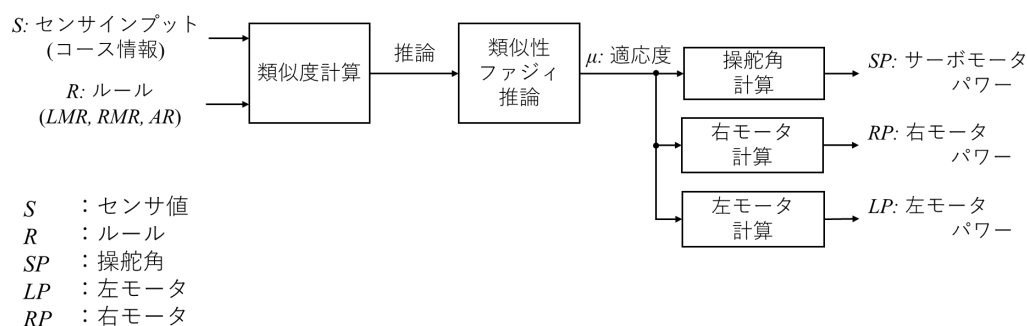 S: センサインプット
(コース情報)
R: ルール
(LMR, RMR, AR)
類似度計算
推論
類似性
ファジィ
推論
μ: 適応度
操舵角
計算
SP: サーボモータ
パワー
右モータ
計算
RP: 右モータ
パワー
左モータ
計算
LP: 左モータ
パワー
S ：センサ値
R ：ルール
SP ：操舵角
LP ：左モータ
RP ：右モータ